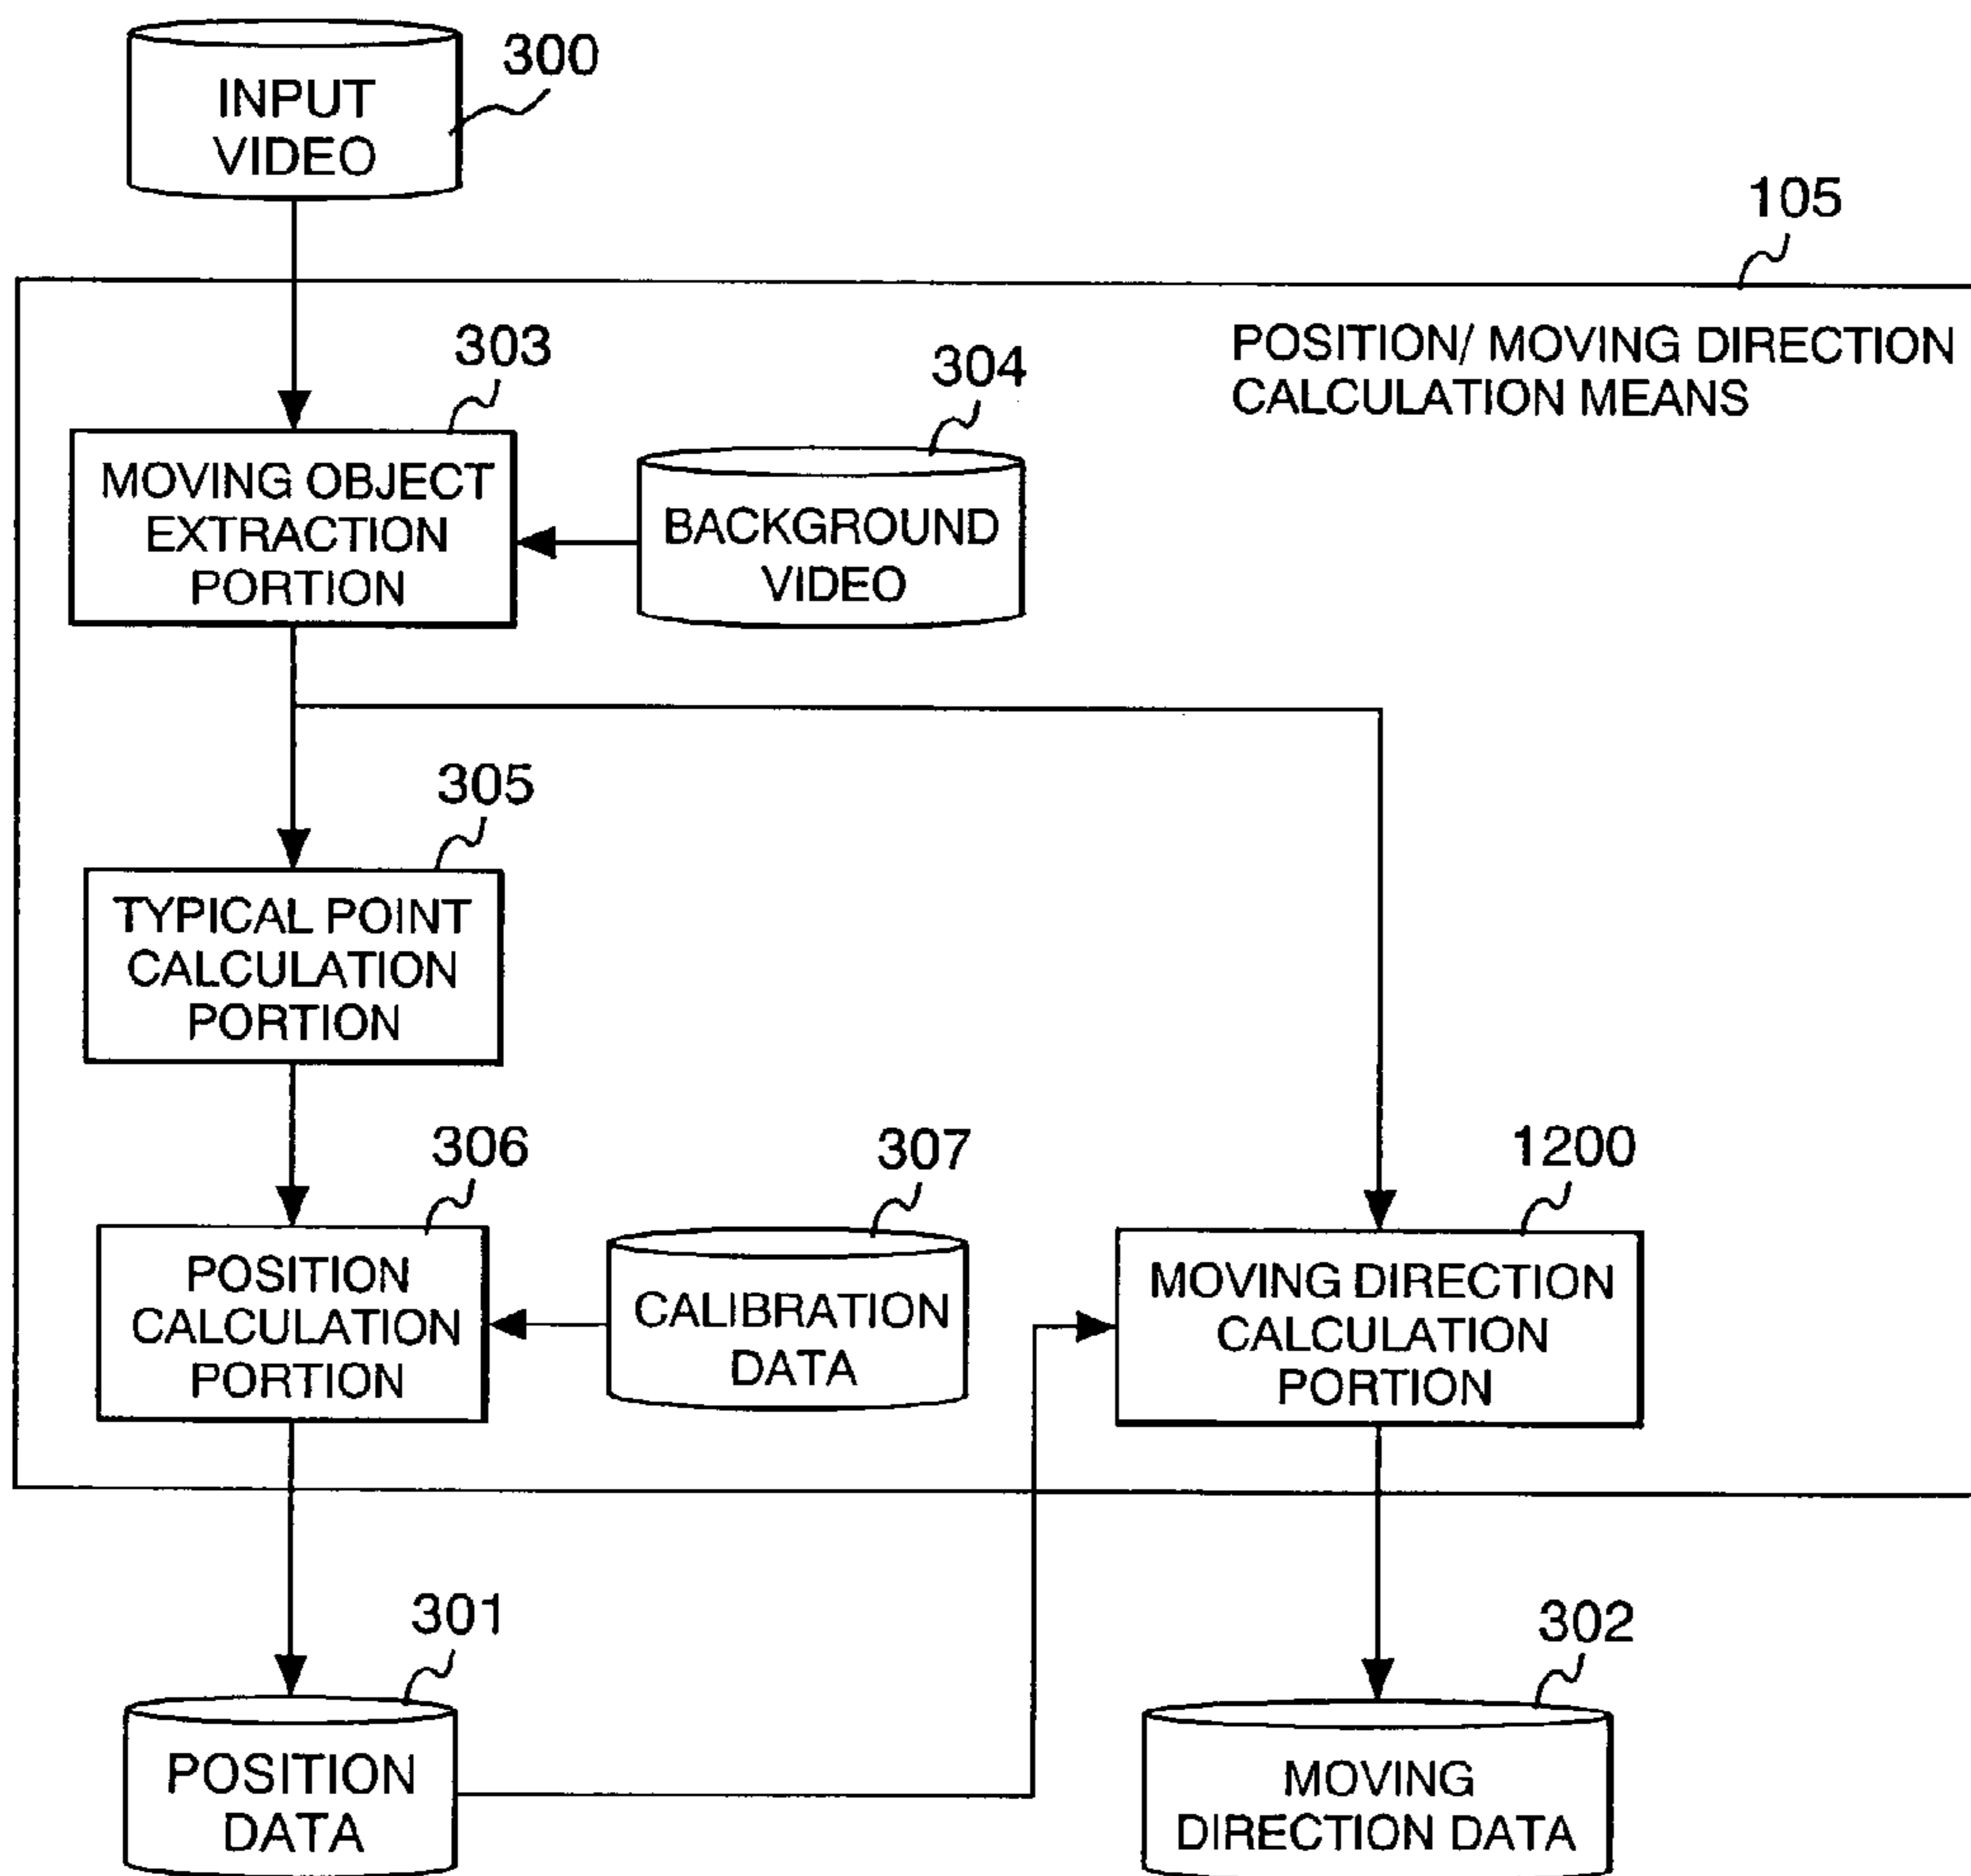 300
INPUT
VIDEO
105
POSITION/ MOVING DIRECTION
CALCULATION MEANS
303
304
MOVING OBJECT
EXTRACTION
PORTION
BACKGROUND
VIDEO
305
TYPICAL POINT
CALCULATION
PORTION
306
307
1200
POSITION
CALCULATION
PORTION
CALIBRATION
DATA
MOVING DIRECTION
CALCULATION
PORTION
301
302
POSITION
DATA
MOVING
DIRECTION DATA